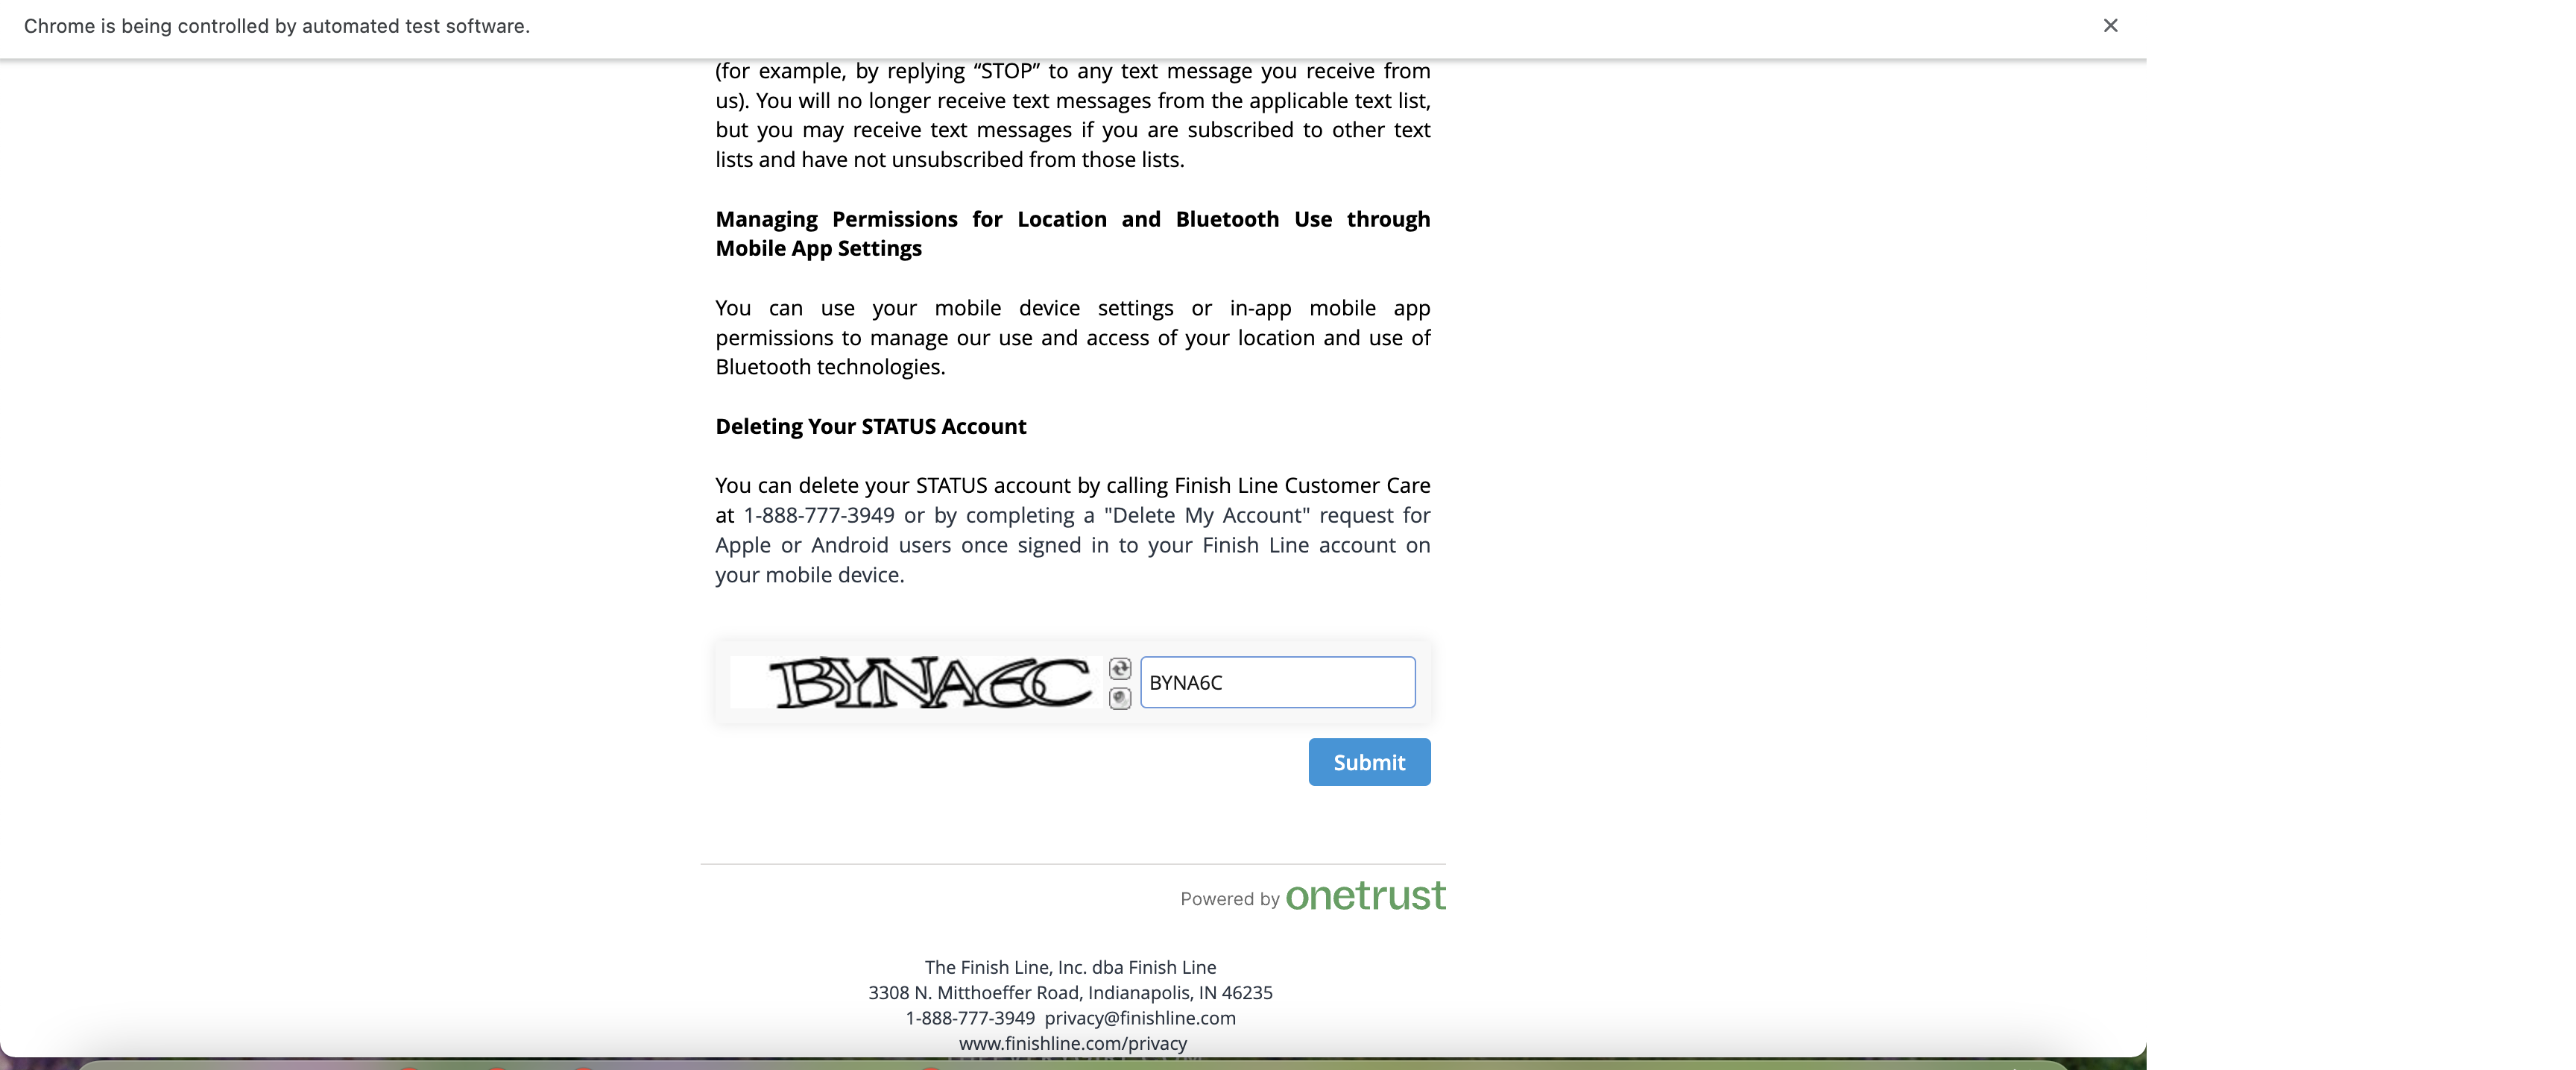 Chrome is being controlled by automated test software.
(for example, by replying “STOP” to any text message you receive from
us). You will no longer receive text messages from the applicable text list,
but you may receive text messages if you are subscribed to other text
lists and have not unsubscribed from those lists.
Managing Permissions for Location and Bluetooth Use through
Mobile App Settings
You can use your mobile device settings or in-app mobile app
permissions to manage our use and access of your location and use of
Bluetooth technologies.
Deleting Your STATUS Account
You can delete your STATUS account by calling Finish Line Customer Care
at 1-888-777-3949 or by completing a "Delete My Account" request for
Apple or Android users once signed in to your Finish Line account on
your mobile device.
BYNA6C BYNA6C
Submit
Powered by onetrust
The Finish Line, Inc. dba Finish Line
3308 N. Mitthoeffer Road, Indianapolis, IN 46235
1-888-777-3949 privacy@finishline.com
www.finishline.com/privacy